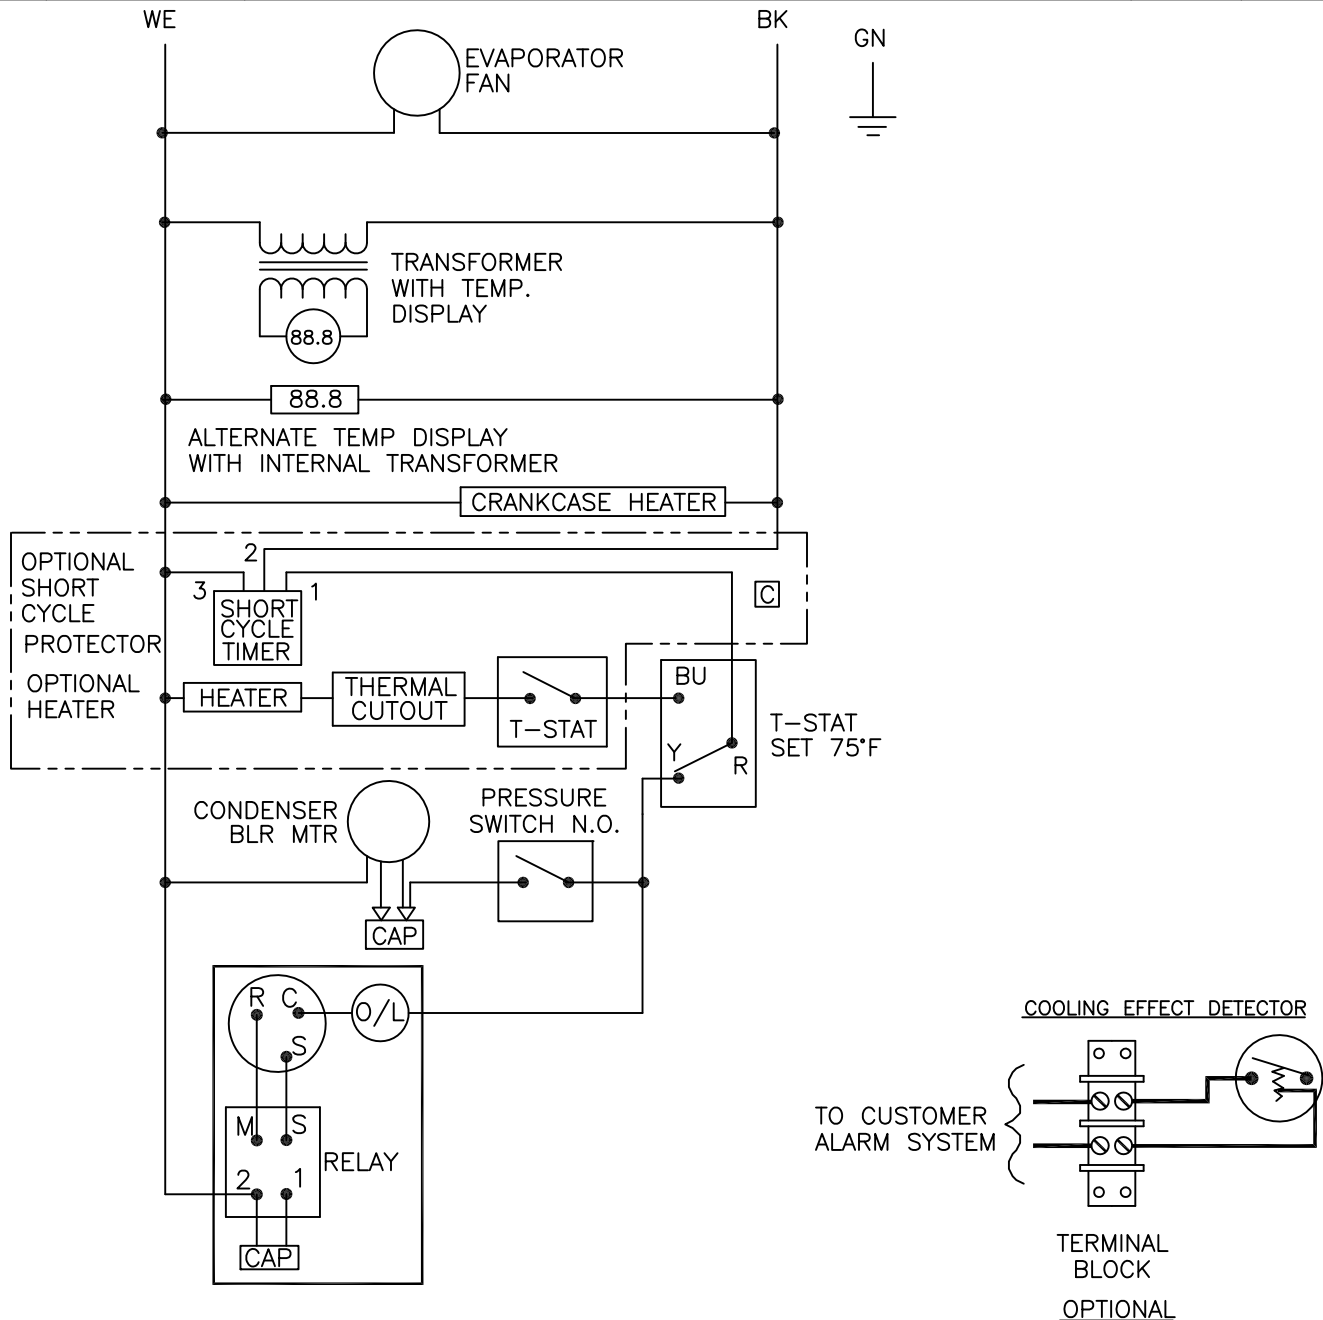 WE
BK
GN
EVAPORATOR
FAN
TRANSFORMER
WITH TEMP.
DISPLAY
88.8
88.8
ALTERNATE TEMP DISPLAY
WITH INTERNAL TRANSFORMER
CRANKCASE HEATER
OPTIONAL
SHORT
CYCLE
PROTECTOR
2
3
1
SHORT
CYCLE
TIMER
C
OPTIONAL
HEATER
HEATER
THERMAL
CUTOUT
T-STAT
BU
Y
R
T-STAT
SET 75°F
CONDENSER
BLR MTR
PRESSURE
SWITCH N.O.
CAP
R C
S
O/L
M S
RELAY
2 1
CAP
COOLING EFFECT DETECTOR
TO CUSTOMER
ALARM SYSTEM
TERMINAL
BLOCK
OPTIONAL